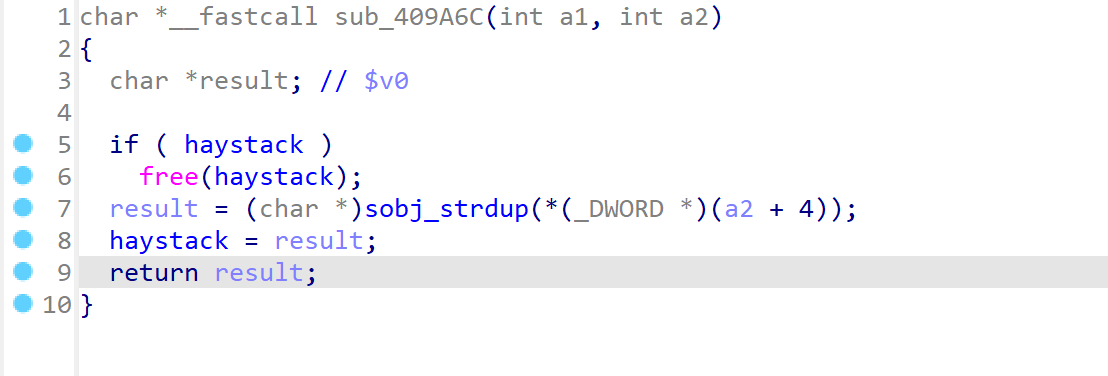 1 char *__fastcall sub_409A6C(int a1, int a2)
2 {
3   char *result; // $v0
4
5   if ( haystack )
6     free(haystack);
7   result = (char *)sobj_strdup(*(_DWORD *)(a2 + 4));
8   haystack = result;
9   return result;
10 }